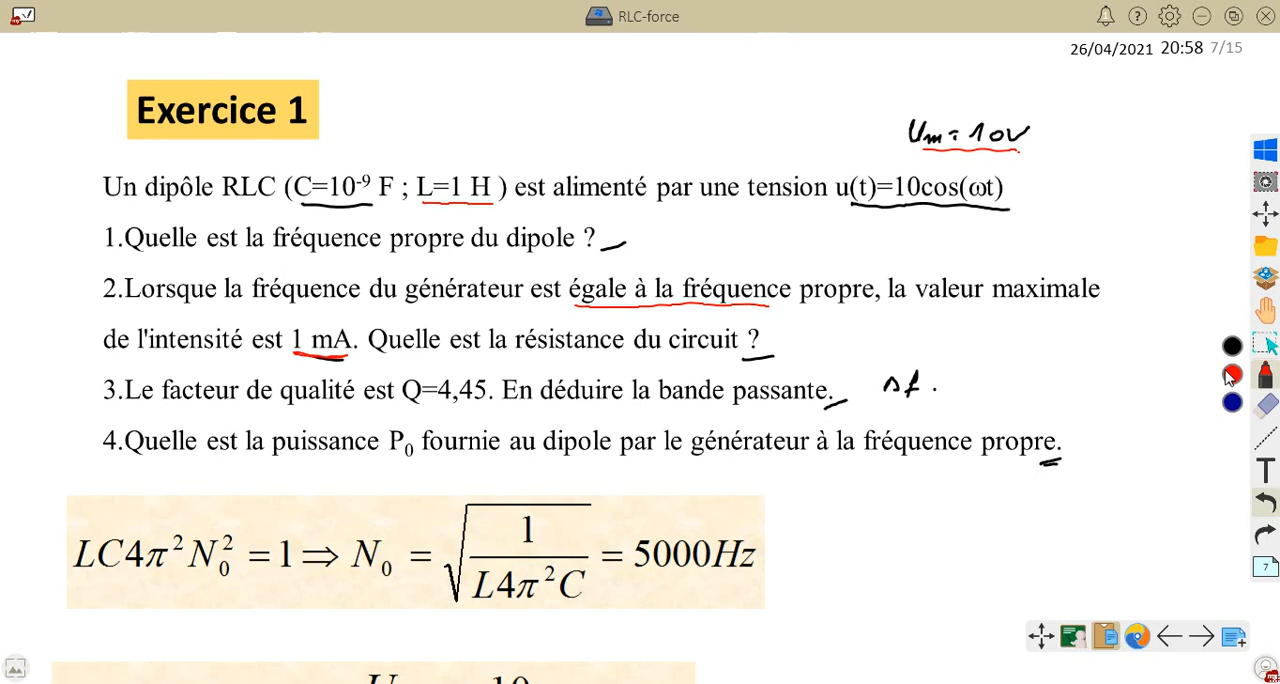 RLC-force
26/04/2021 20:58 7/15
Exercice 1
Um = 10V
Un dipôle RLC (C=10⁻⁹ F ; L=1 H ) est alimenté par une tension u(t)=10cos(ωt)
1.Quelle est la fréquence propre du dipole ?
2.Lorsque la fréquence du générateur est égale à la fréquence propre, la valeur maximale
de l'intensité est 1 mA. Quelle est la résistance du circuit ?
3.Le facteur de qualité est Q=4,45. En déduire la bande passante. Δf .
4.Quelle est la puissance P₀ fournie au dipole par le générateur à la fréquence propre.
LC4π²N₀² = 1 ⇒ N₀ = √(1 / L4π²C) = 5000Hz
10
T
7